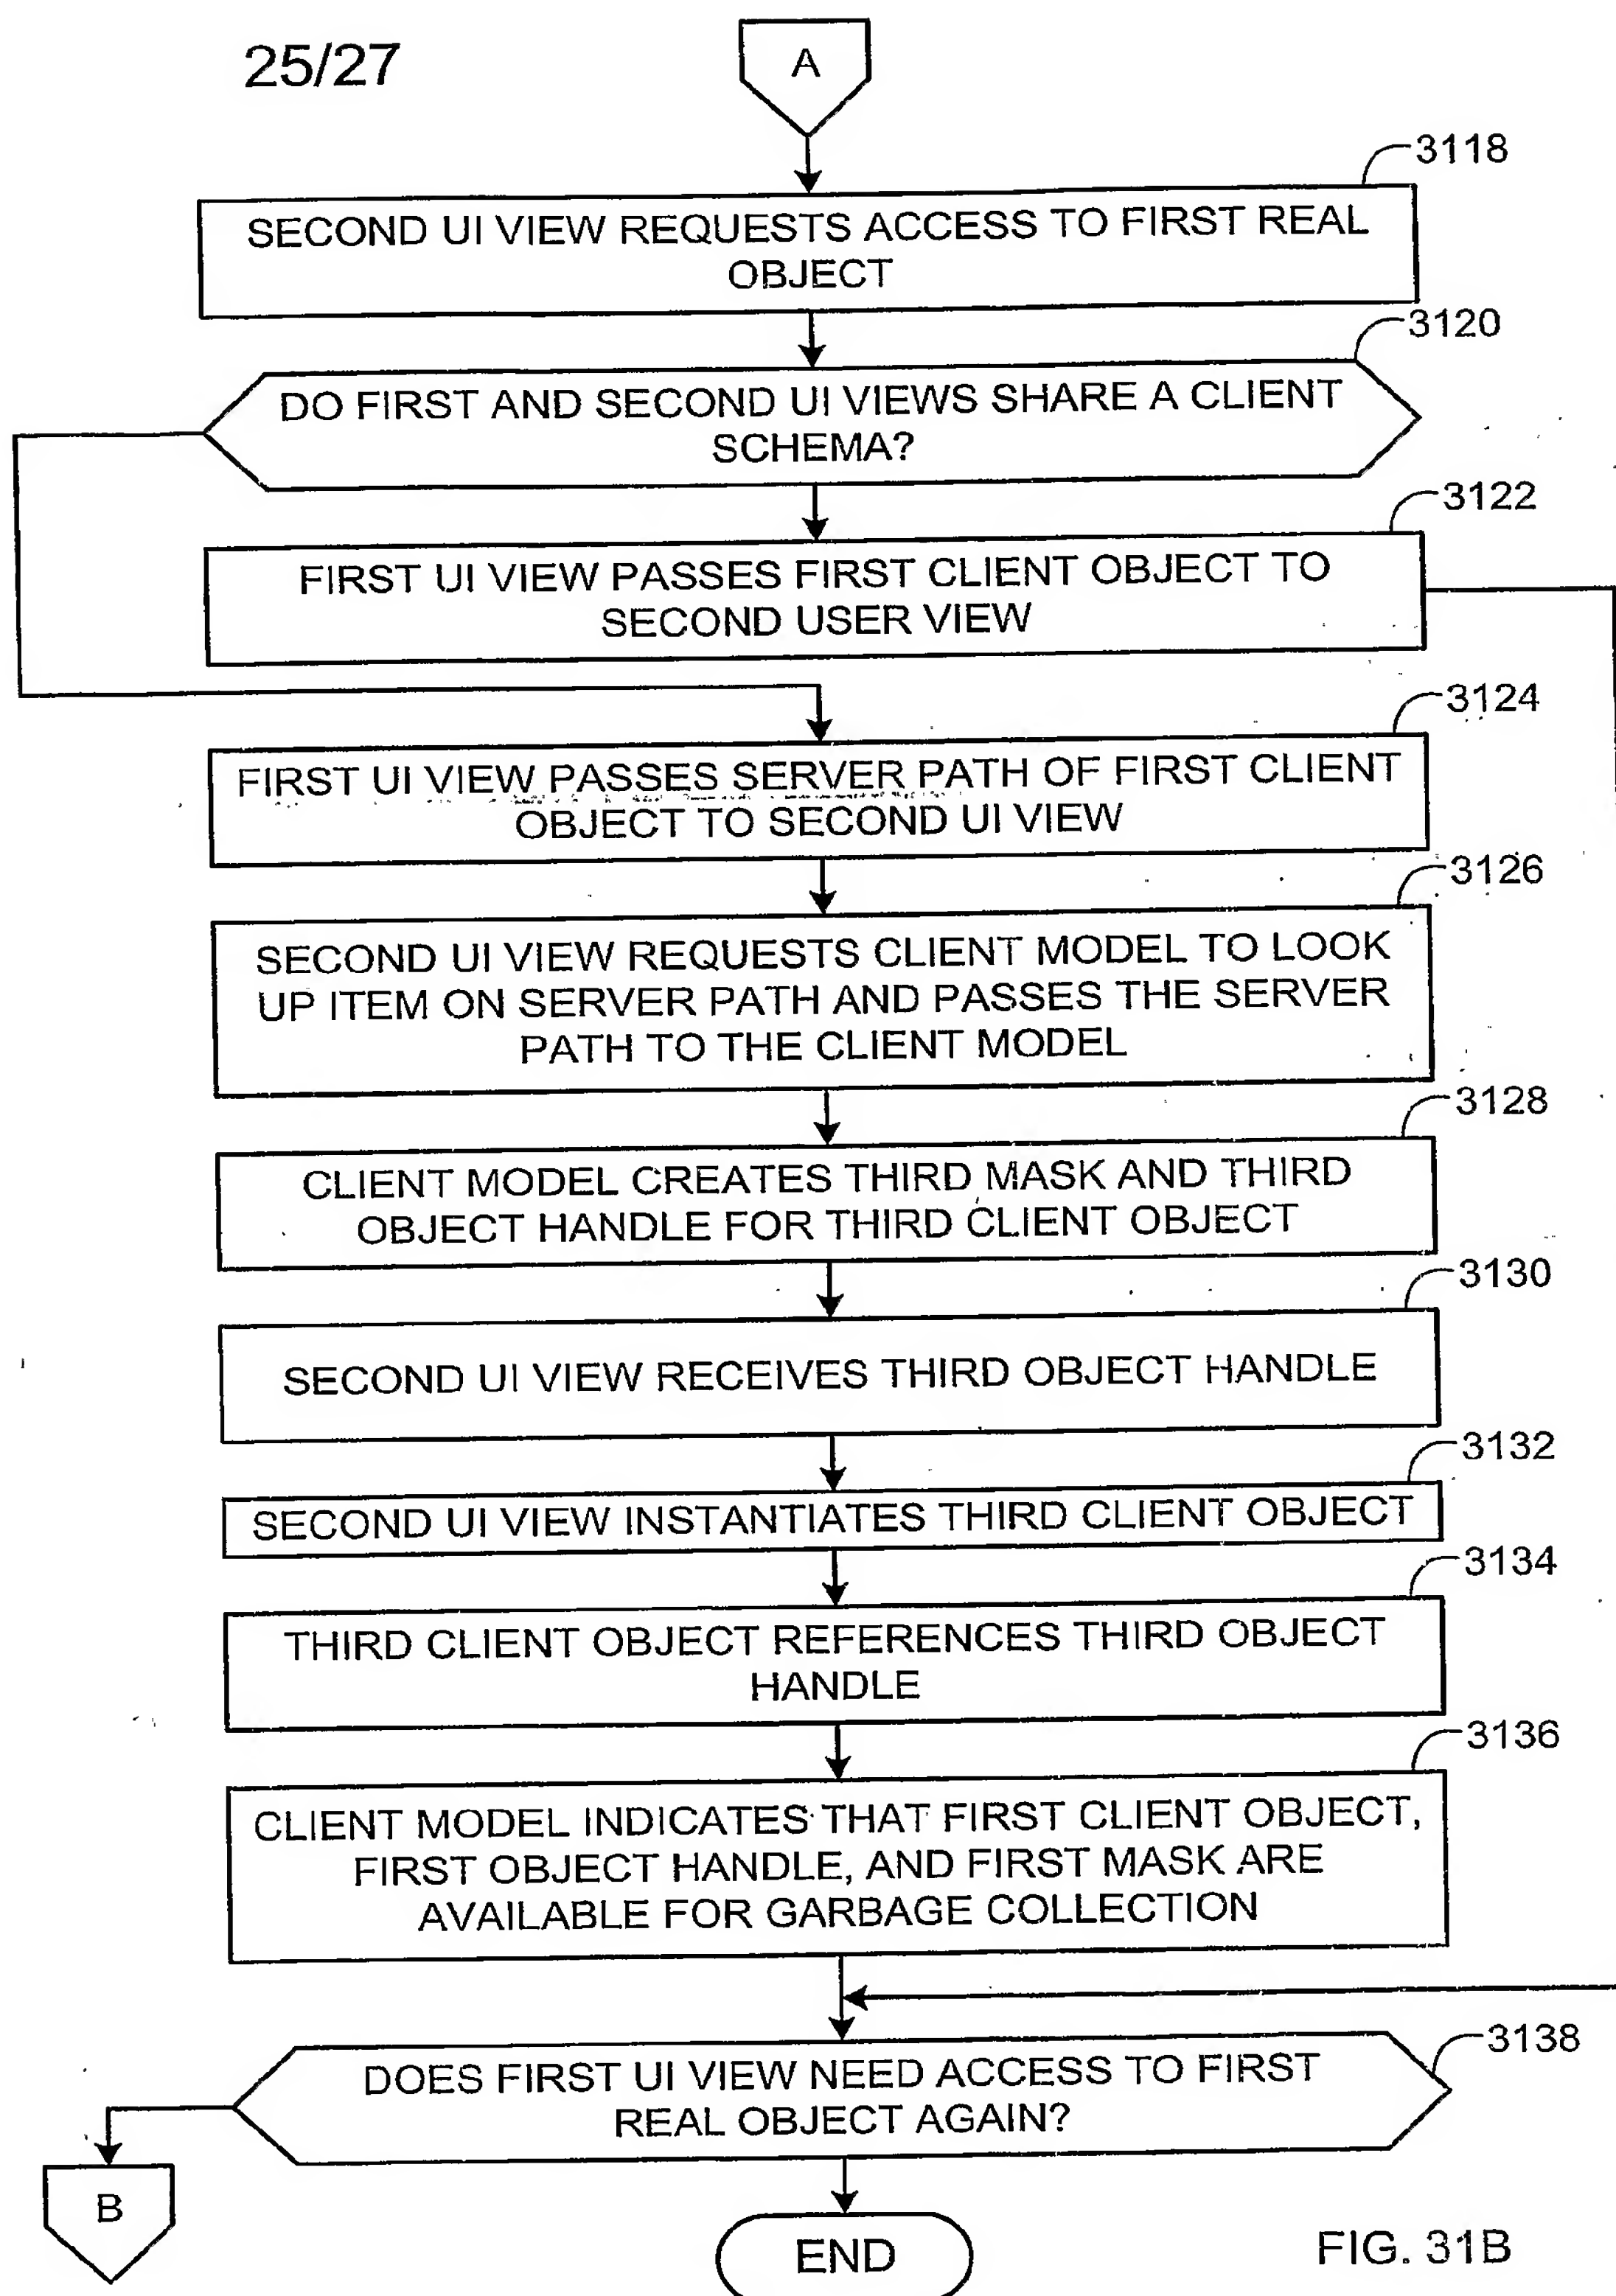 25/27
A
3118
SECOND UI VIEW REQUESTS ACCESS TO FIRST REAL
OBJECT
3120
DO FIRST AND SECOND UI VIEWS SHARE A CLIENT
SCHEMA?
3122
FIRST UI VIEW PASSES FIRST CLIENT OBJECT TO
SECOND USER VIEW
3124
FIRST UI VIEW PASSES SERVER PATH OF FIRST CLIENT
OBJECT TO SECOND UI VIEW
3126
SECOND UI VIEW REQUESTS CLIENT MODEL TO LOOK
UP ITEM ON SERVER PATH AND PASSES THE SERVER
PATH TO THE CLIENT MODEL
3128
CLIENT MODEL CREATES THIRD MASK AND THIRD
OBJECT HANDLE FOR THIRD CLIENT OBJECT
3130
SECOND UI VIEW RECEIVES THIRD OBJECT HANDLE
3132
SECOND UI VIEW INSTANTIATES THIRD CLIENT OBJECT
3134
THIRD CLIENT OBJECT REFERENCES THIRD OBJECT
HANDLE
3136
CLIENT MODEL INDICATES THAT FIRST CLIENT OBJECT,
FIRST OBJECT HANDLE, AND FIRST MASK ARE
AVAILABLE FOR GARBAGE COLLECTION
3138
DOES FIRST UI VIEW NEED ACCESS TO FIRST
REAL OBJECT AGAIN?
B
END
FIG. 31B